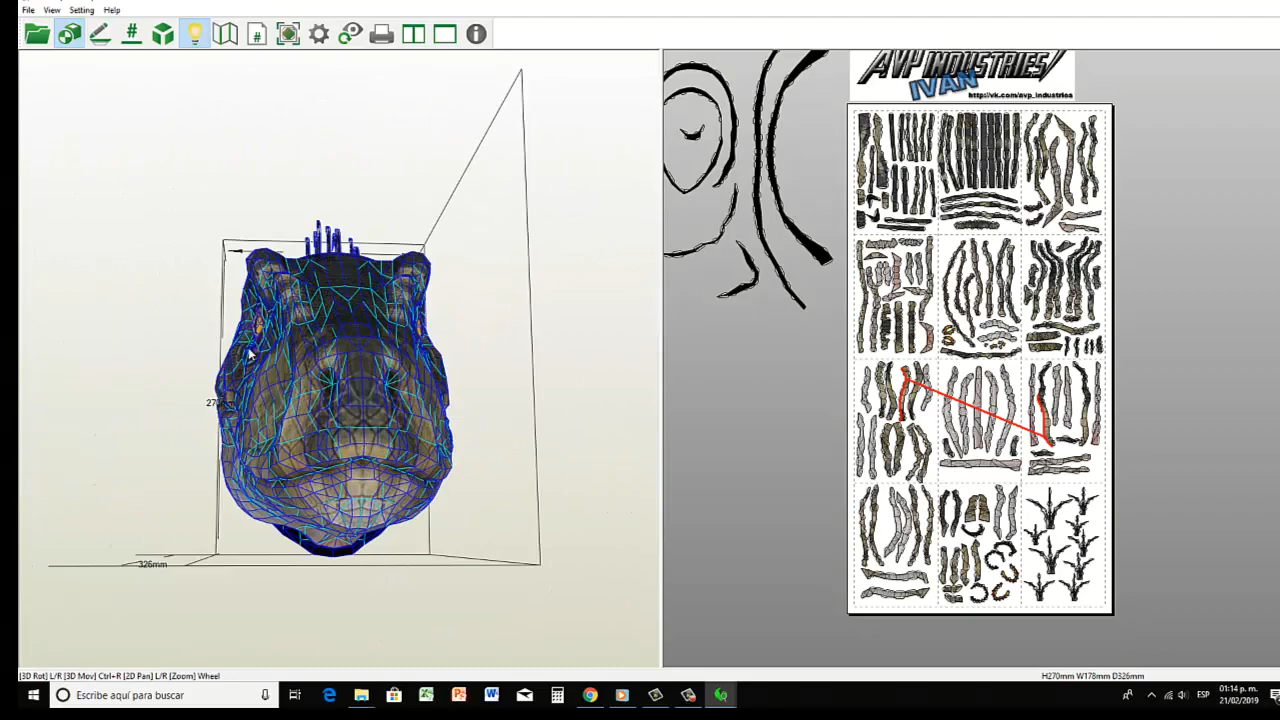 File View Setting Help
AVP INDUSTRIES
IVAN
http://vk.com/avp_industries
326mm
[3D Rot] L/R [3D Mov] Ctrl+R [2D Pan] L/R [Zoom] Wheel
H270mm W178mm D326mm
Escribe aquí para buscar
ESP
01:14 p. m.
21/02/2019